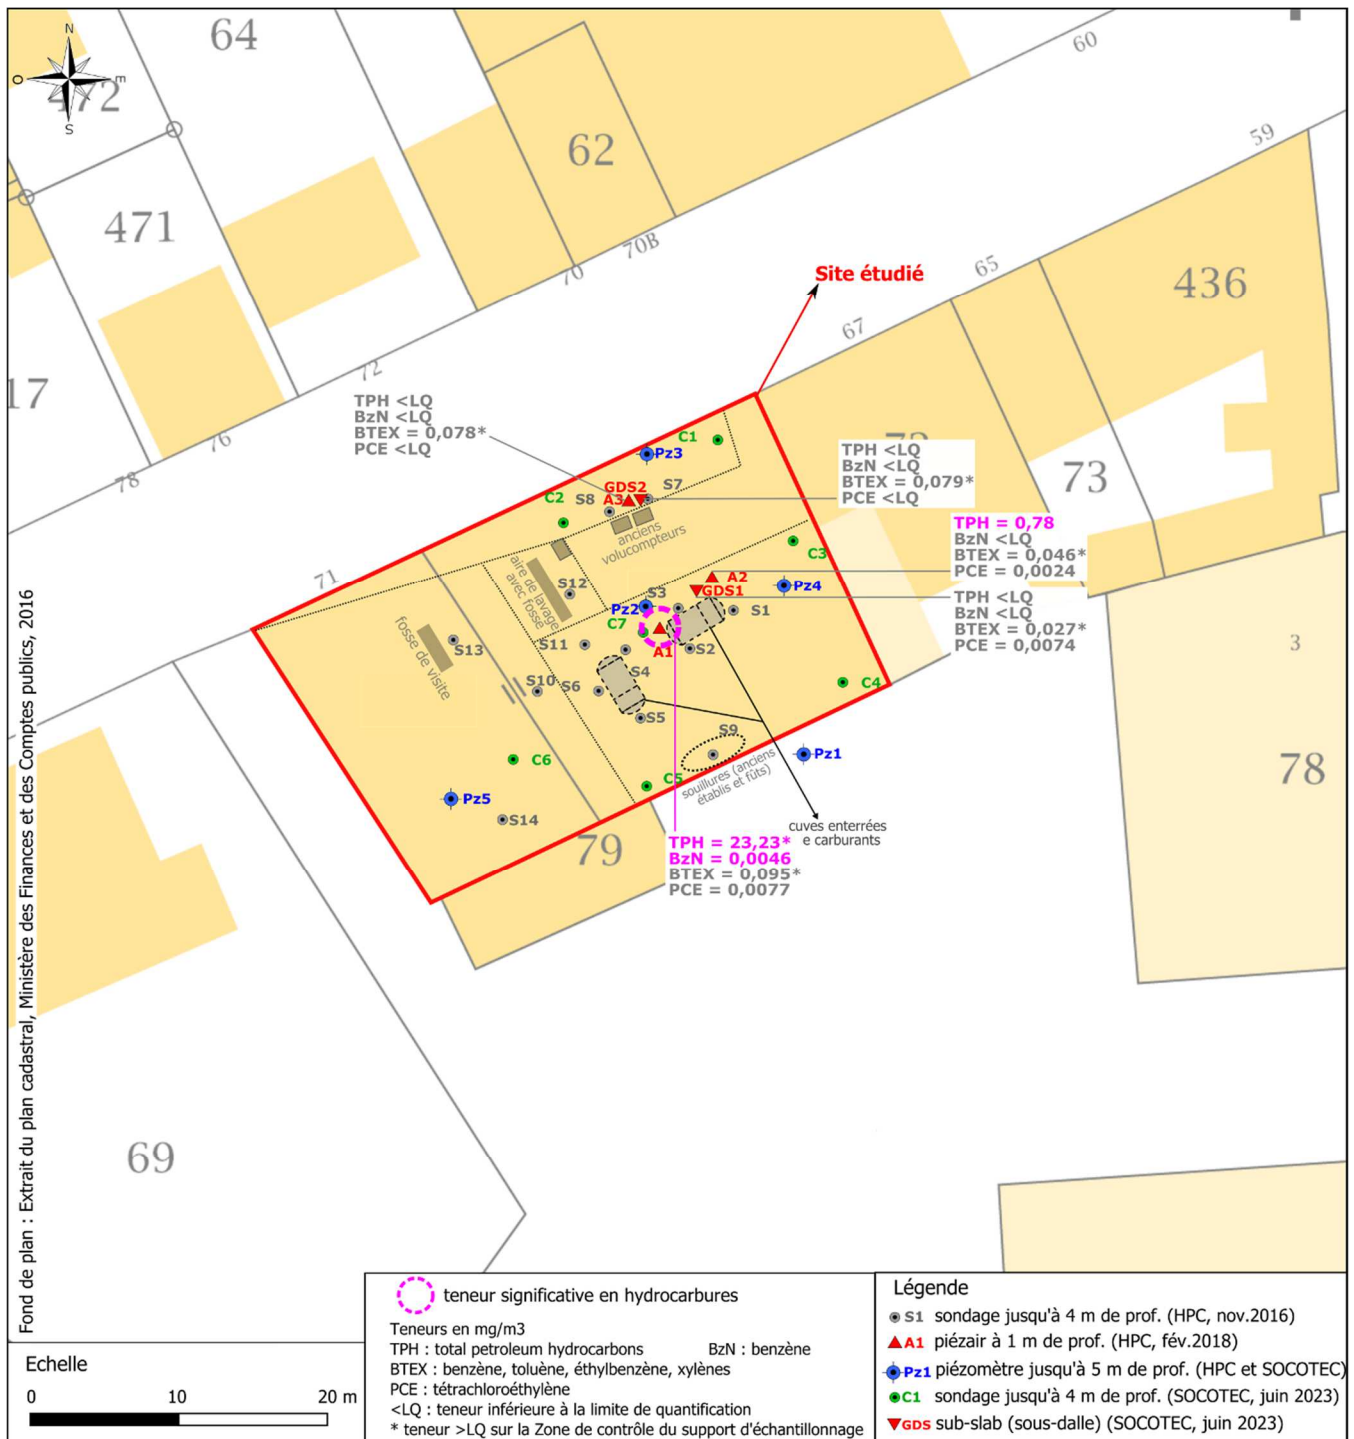 N
O
E
S
64
472
62
471
17
60
59
70B
70
72
76
78
65
67
71
436
73
3
78
79
69
Site étudié
TPH <LQ
BzN <LQ
BTEX = 0,078*
PCE <LQ
TPH <LQ
BzN <LQ
BTEX = 0,079*
PCE <LQ
TPH = 0,78
BzN <LQ
BTEX = 0,046*
PCE = 0,0024
TPH <LQ
BzN <LQ
BTEX = 0,027*
PCE = 0,0074
C1
Pz3
GDS2
S7
A3
S8
C2
anciens
volucompteurs
C3
aire de lavage
avec fosse
S12
A2
GDS1
Pz4
S3
Pz2
S1
C7
A1
S2
fosse de visite
S13
S11
S4
S10
S6
S5
C4
S9
Pz1
C6
C5
souillures (anciens
établis et fûts)
Pz5
S14
cuves enterrées
e carburants
TPH = 23,23*
BzN = 0,0046
BTEX = 0,095*
PCE = 0,0077
Fond de plan : Extrait du plan cadastral, Ministère des Finances et des Comptes publics, 2016
Echelle
0 10 20 m
teneur significative en hydrocarbures
Teneurs en mg/m3
TPH : total petroleum hydrocarbons BzN : benzène
BTEX : benzène, toluène, éthylbenzène, xylènes
PCE : tétrachloroéthylène
<LQ : teneur inférieure à la limite de quantification
* teneur >LQ sur la Zone de contrôle du support d'échantillonnage
Légende
S1 sondage jusqu'à 4 m de prof. (HPC, nov.2016)
A1 piézair à 1 m de prof. (HPC, fév.2018)
Pz1 piézomètre jusqu'à 5 m de prof. (HPC et SOCOTEC)
C1 sondage jusqu'à 4 m de prof. (SOCOTEC, juin 2023)
GDS sub-slab (sous-dalle) (SOCOTEC, juin 2023)